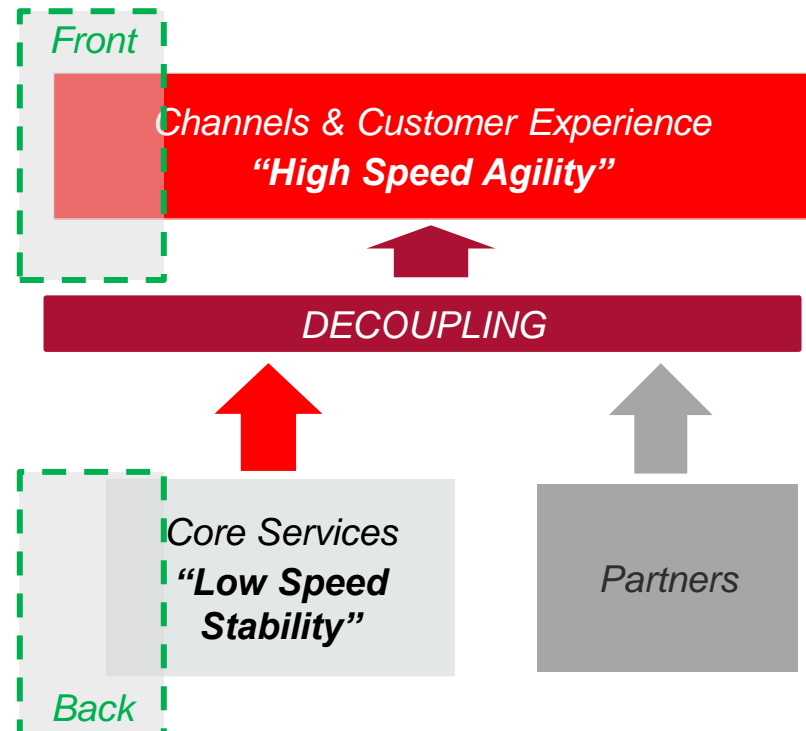 Front
Channels & Customer Experience
“High Speed Agility”
DECOUPLING
Core Services
“Low Speed
Stability”
Partners
Back